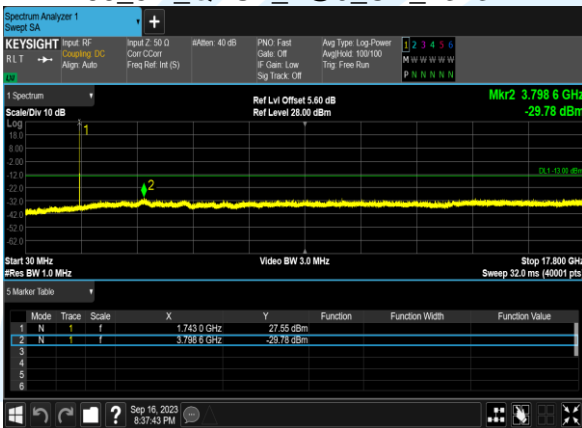 Spectrum Analyzer 1
Swept SA
+
KEYSIGHT
RLT
LW
Input: RF
Coupling: DC
Align: Auto
Input Z: 50 Ω
Corr CCorr
Freq Ref: Int (S)
#Atten: 40 dB
PNO: Fast
Gate: Off
IF Gain: Low
Sig Track: Off
Avg Type: Log-Power
Avg|Hold: 100/100
Trig: Free Run
1 2 3 4 5 6
M W W W W W
P N N N N N
1 Spectrum
Scale/Div 10 dB
Ref Lvl Offset 5.60 dB
Ref Level 28.00 dBm
Mkr2 3.798 6 GHz
-29.78 dBm
Log
18.0
8.00
-2.00
-12.0
-22.0
-32.0
-42.0
-52.0
-62.0
1
2
DL1 -13.00 dBm
Start 30 MHz
#Res BW 1.0 MHz
Video BW 3.0 MHz
Stop 17.800 GHz
Sweep 32.0 ms (40001 pts
5 Marker Table
Mode Trace Scale X Y Function Function Width Function Value
1 N 1 f 1.743 0 GHz 27.55 dBm
2 N 1 f 3.798 6 GHz -29.78 dBm
3
4
5
6
?
Sep 16, 2023
8:37:43 PM